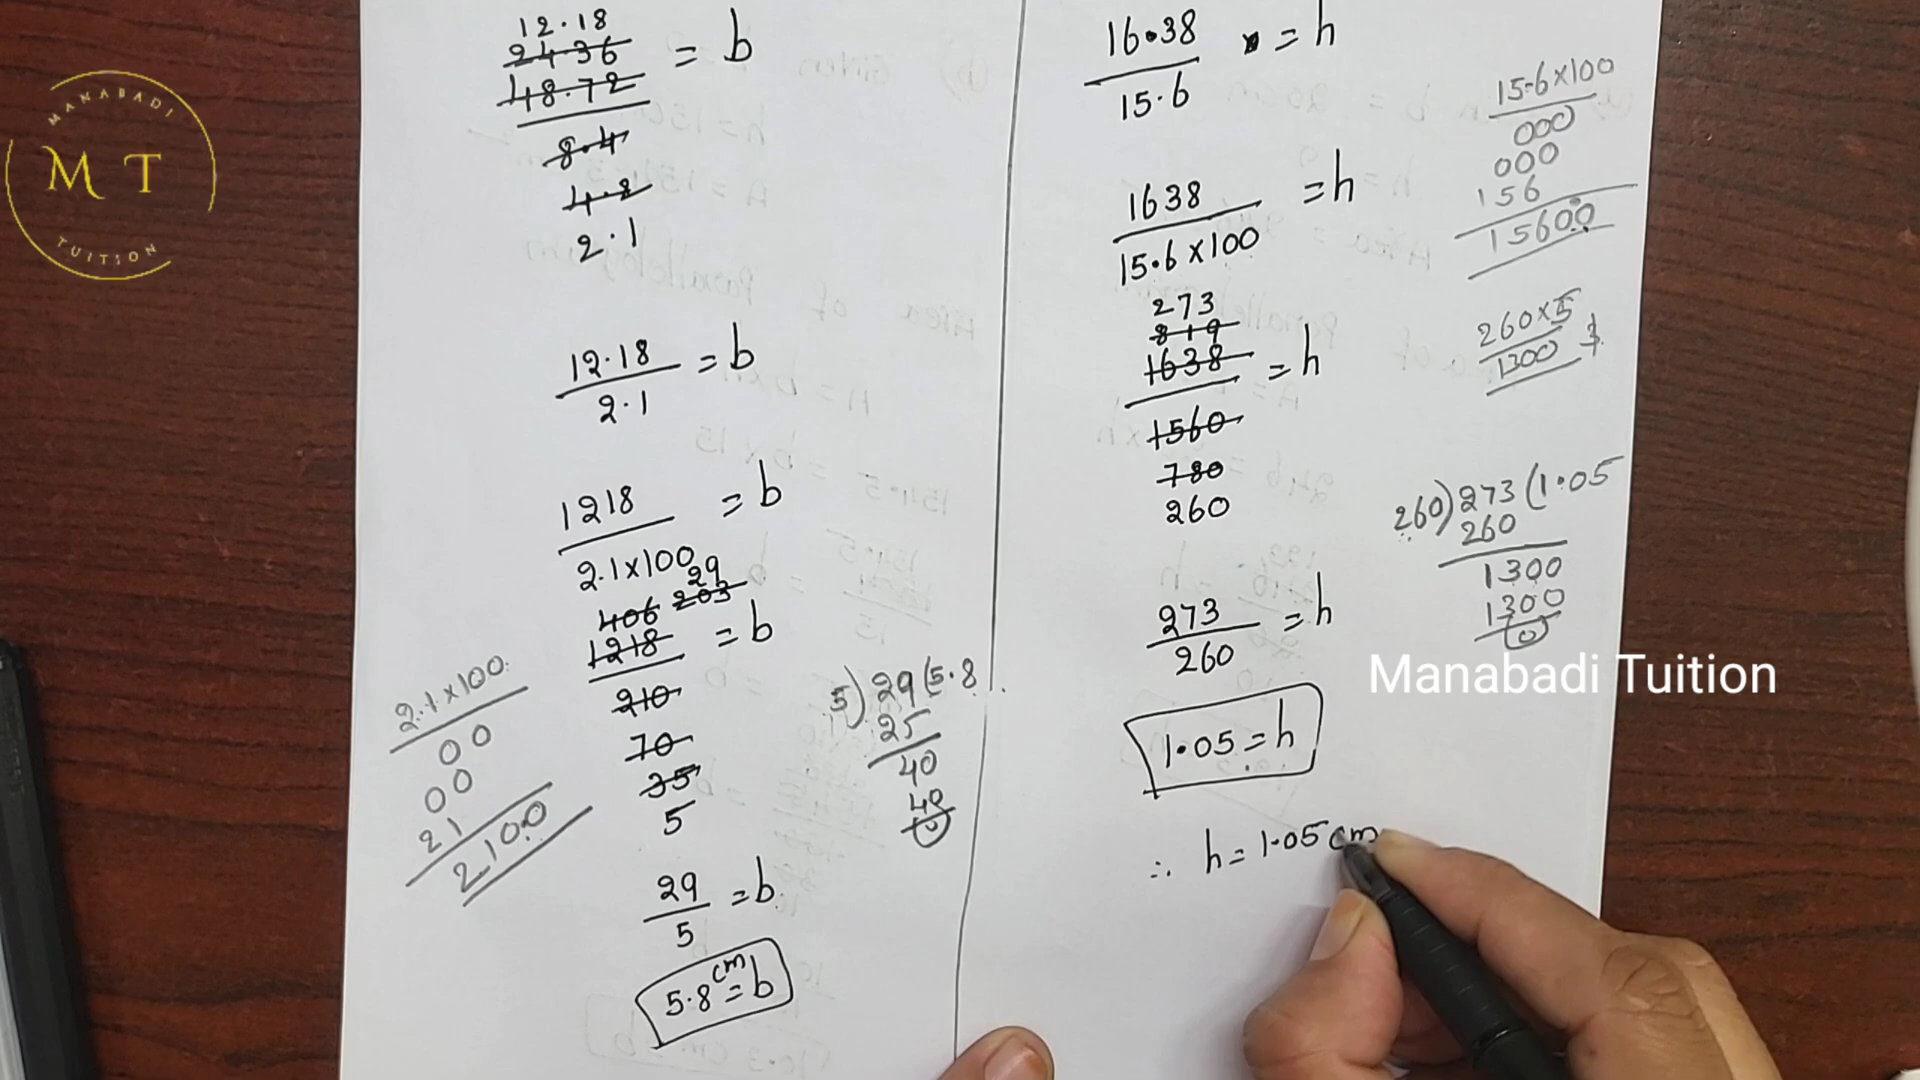 MANABADI
M T
TUITION
12.18
24.36
48.72 = b
8.4
4.2
2.1
12.18 = b
2.1
1218 = b
2.1×100
29
406 203
1218 = b
210
70
35
5
2.1×100
00
00
21
2100
5)29(5.8
25
40
40
0
29 = b
5
5.8 cm = b
16.38 = h
15.6
1638 = h
15.6×100
273
819
1638 = h
1560
780
260
273 = h
260
1.05 = h
∴ h = 1.05 cm
15.6×100
000
000
156
15600
260×5
1300
260)273(1.05
260
1300
1300
0
Manabadi Tuition